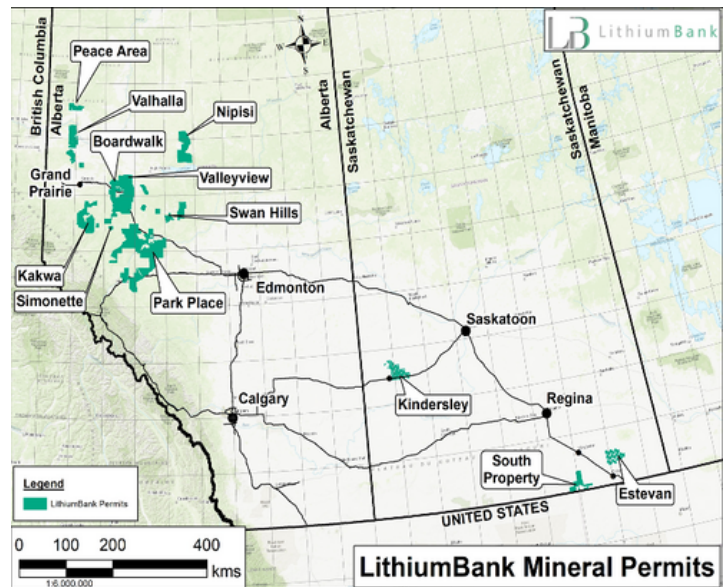 LB LithiumBank
N
W
E
S
British Columbia
Alberta
Alberta
Saskatchewan
Saskatchewan
Manitoba
Peace Area
Valhalla
Nipisi
Boardwalk
Valleyview
Grand
Prairie
Swan Hills
Kakwa
Simonette
Park Place
Edmonton
Saskatoon
Kindersley
Calgary
Regina
South
Property
Estevan
UNITED STATES
Legend
LithiumBank Permits
0 100 200 400
kms
1:6,000,000
LithiumBank Mineral Permits